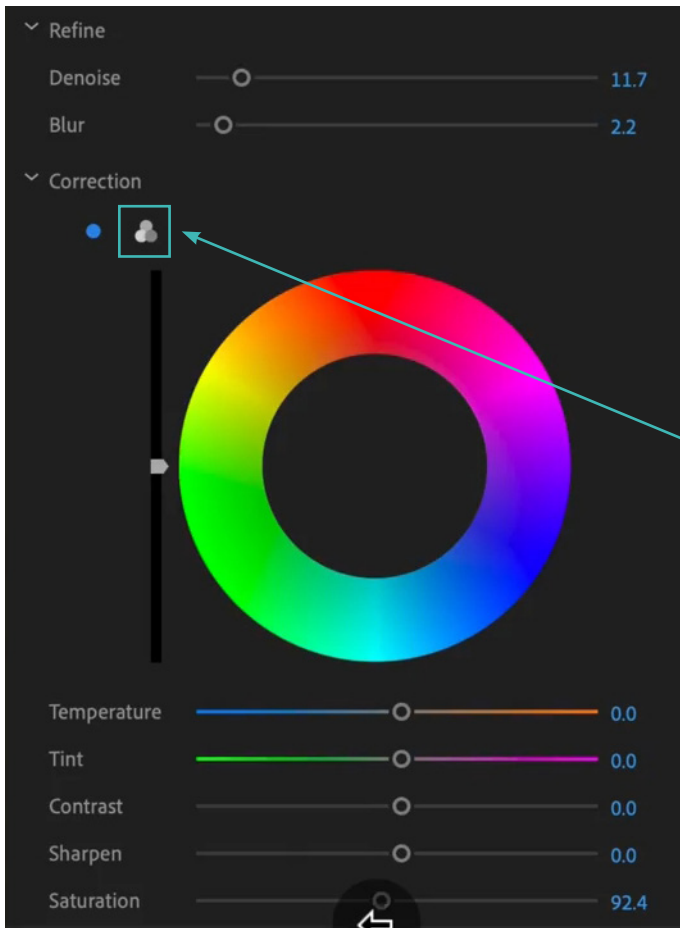 Refine
Denoise 11.7
Blur 2.2
Correction
Temperature 0.0
Tint 0.0
Contrast 0.0
Sharpen 0.0
Saturation 92.4